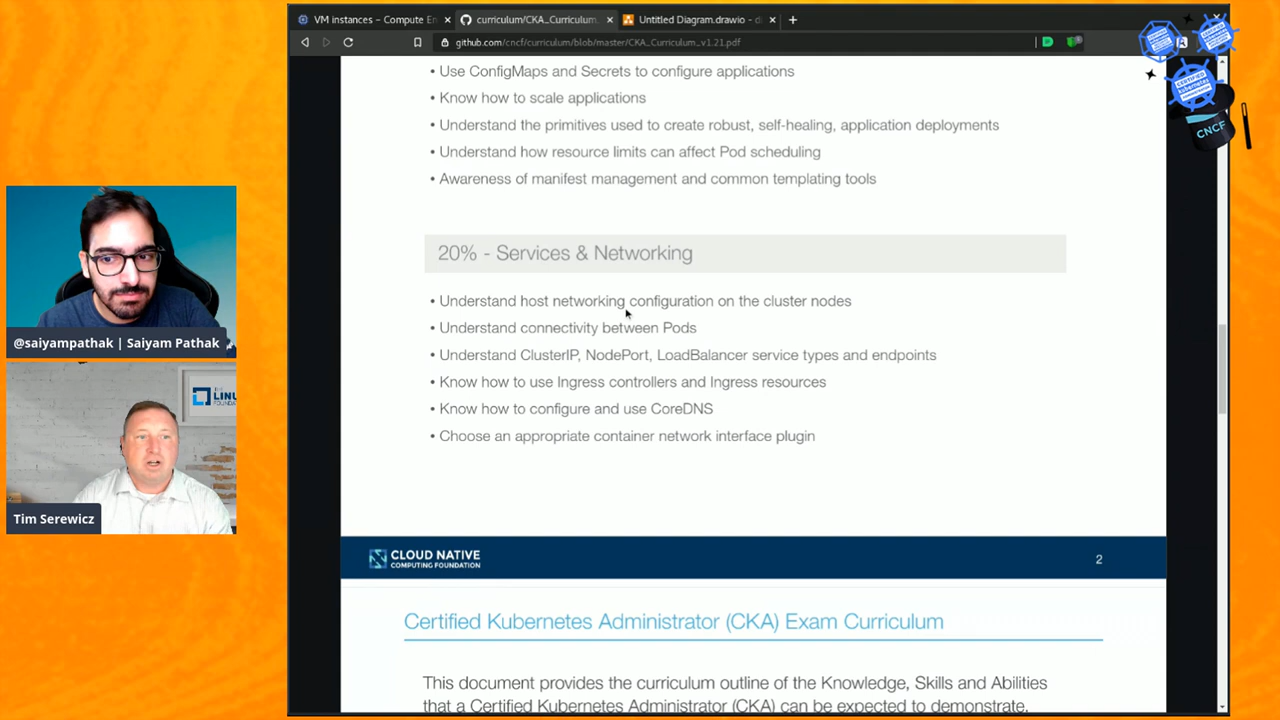 VM instances – Compute En
curriculum/CKA_Curriculum_
Untitled Diagram.drawio - d
github.com/cncf/curriculum/blob/master/CKA_Curriculum_v1.21.pdf
• Use ConfigMaps and Secrets to configure applications
• Know how to scale applications
• Understand the primitives used to create robust, self-healing, application deployments
• Understand how resource limits can affect Pod scheduling
• Awareness of manifest management and common templating tools
CNCF
20% - Services & Networking
• Understand host networking configuration on the cluster nodes
• Understand connectivity between Pods
• Understand ClusterIP, NodePort, LoadBalancer service types and endpoints
• Know how to use Ingress controllers and Ingress resources
• Know how to configure and use CoreDNS
• Choose an appropriate container network interface plugin
@saiyampathak | Saiyam Pathak
THE
LINU
FOUNDATI
Tim Serewicz
CLOUD NATIVE
COMPUTING FOUNDATION
2
Certified Kubernetes Administrator (CKA) Exam Curriculum
This document provides the curriculum outline of the Knowledge, Skills and Abilities
that a Certified Kubernetes Administrator (CKA) can be expected to demonstrate.